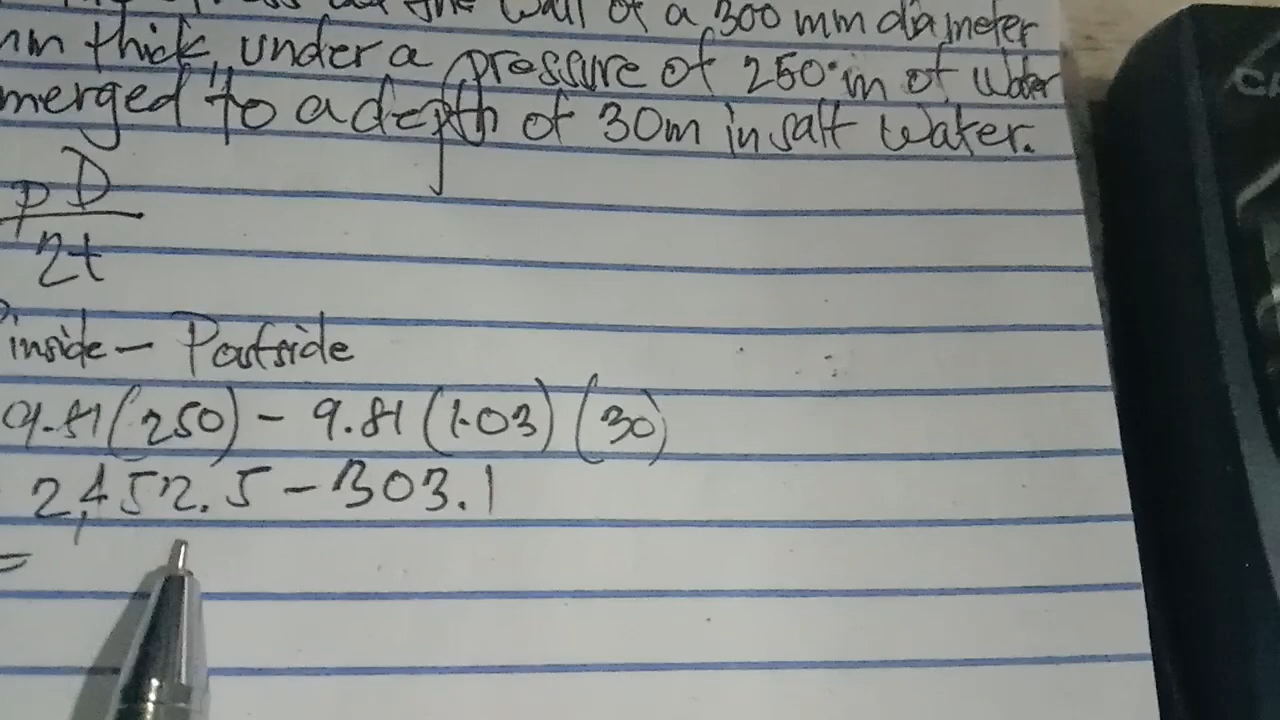 the wall of a 300 mm diameter
mm thick, under a pressure of 250 m of water
merged to a depth of 30m in salt water.
PD
2t
inside - Poutside
9.81(250) - 9.81 (1.03) (30)
2,452.5 - 303.1
=